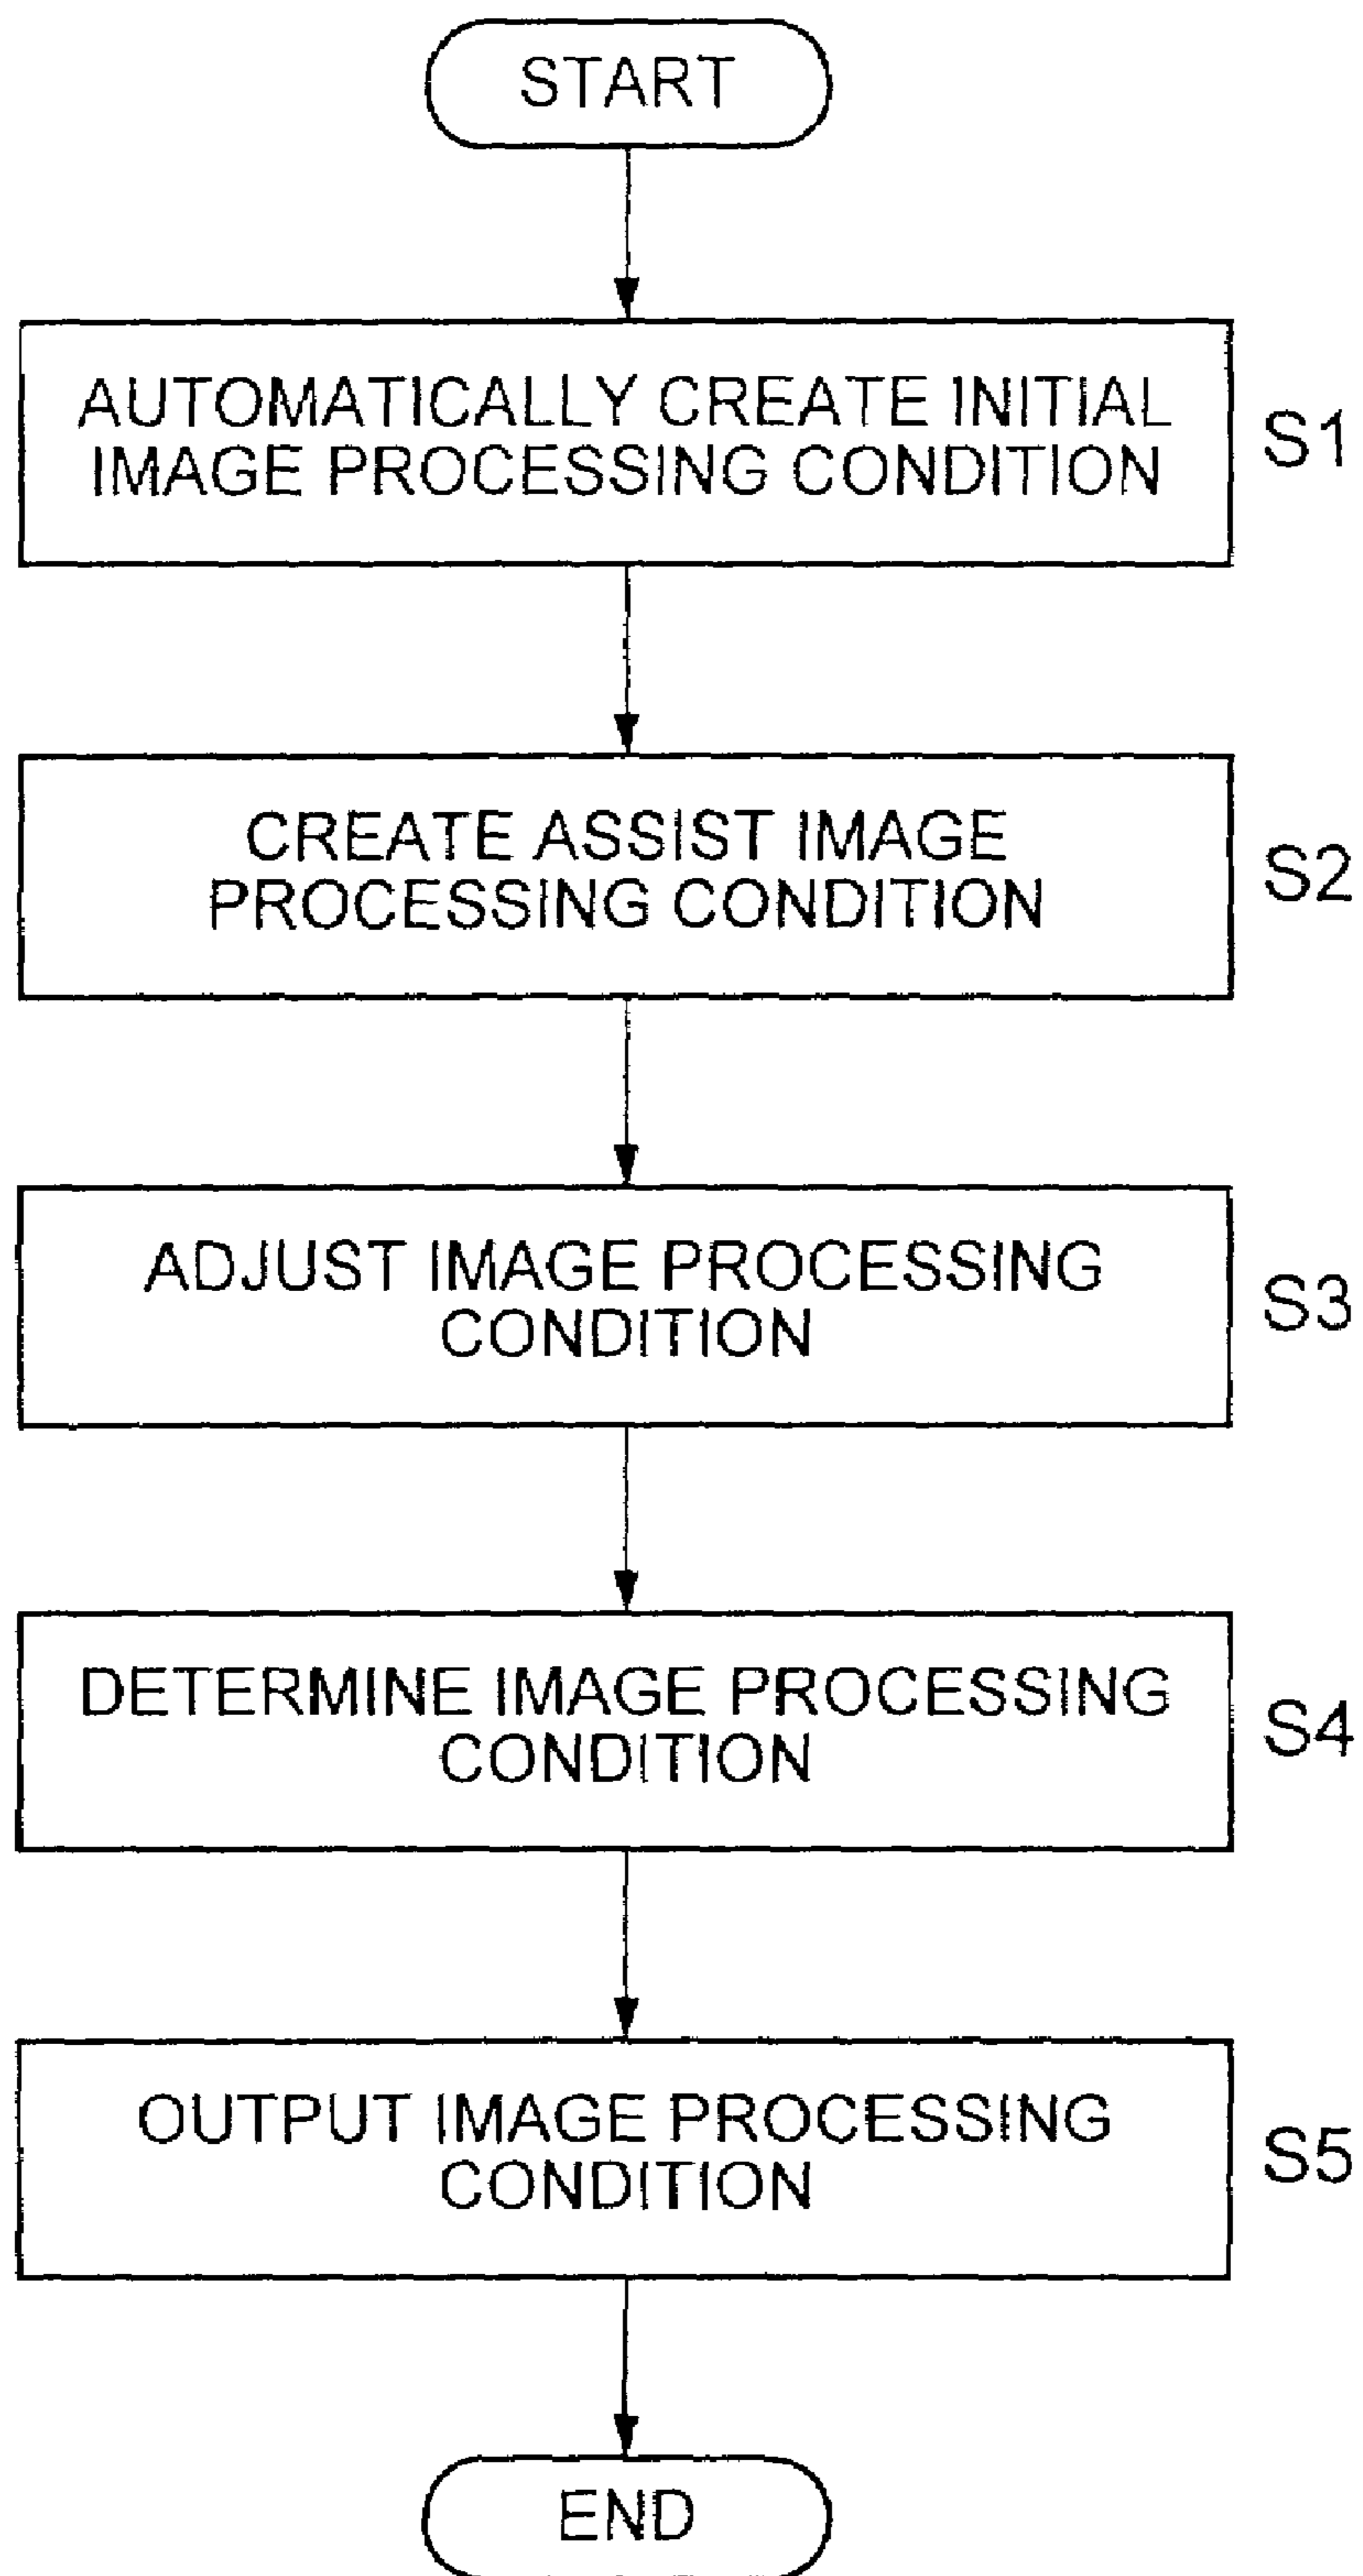 START
AUTOMATICALLY CREATE INITIAL
IMAGE PROCESSING CONDITION
S1
CREATE ASSIST IMAGE
PROCESSING CONDITION
S2
ADJUST IMAGE PROCESSING
CONDITION
S3
DETERMINE IMAGE PROCESSING
CONDITION
S4
OUTPUT IMAGE PROCESSING
CONDITION
S5
END